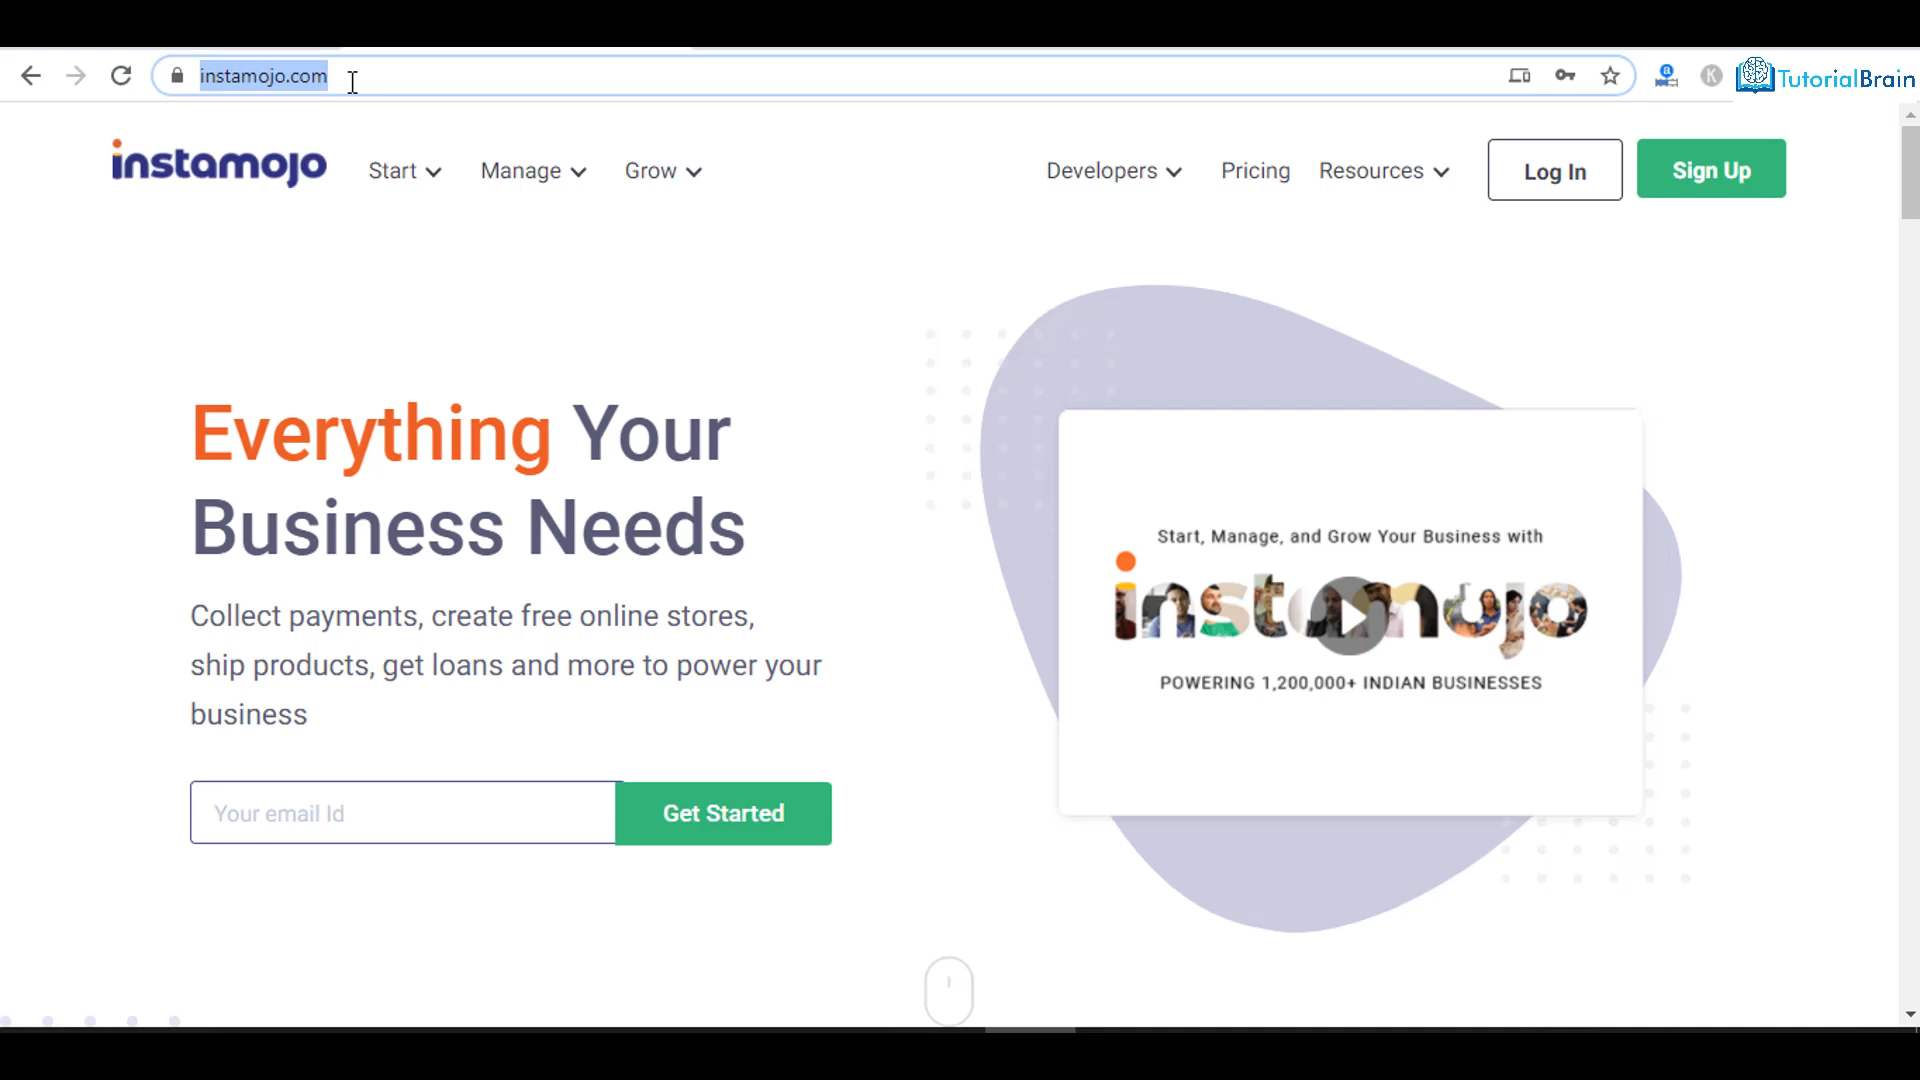 instamojo.com
TutorialBrain
instamojo
Start
Manage
Grow
Developers
Pricing
Resources
Log In
Sign Up
Everything Your
Business Needs
Collect payments, create free online stores,
ship products, get loans and more to power your
business
Your email Id
Get Started
Start, Manage, and Grow Your Business with
instamojo
POWERING 1,200,000+ INDIAN BUSINESSES